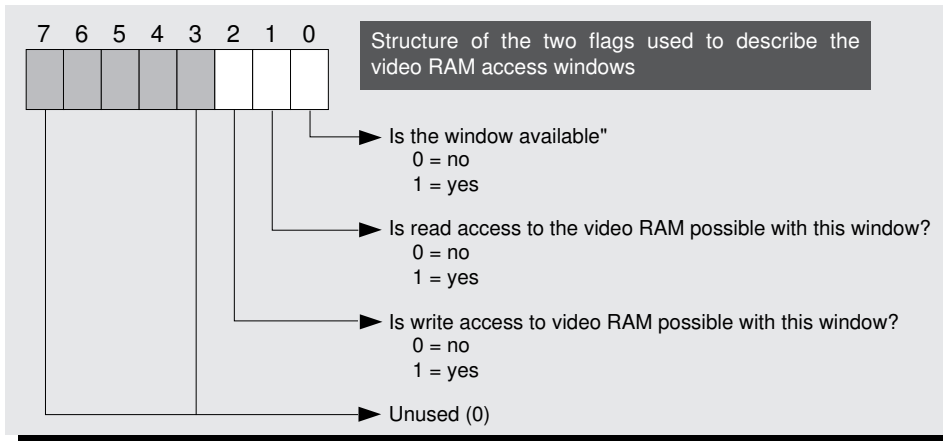 7 6 5 4 3 2 1 0
Structure of the two flags used to describe the
video RAM access windows
Is the window available"
0 = no
1 = yes
Is read access to the video RAM possible with this window?
0 = no
1 = yes
Is write access to video RAM possible with this window?
0 = no
1 = yes
Unused (0)